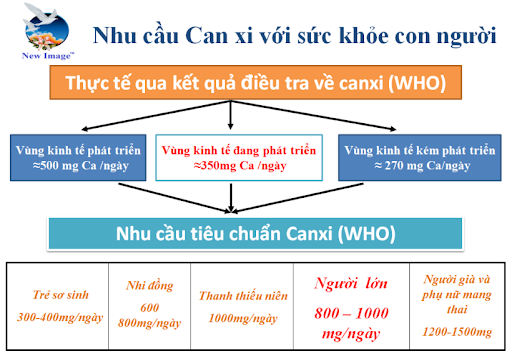 Nhu cầu Can xi với sức khỏe con người
New Image™
Thực tế qua kết quả điều tra về canxi (WHO)
Vùng kinh tế phát triển
≈500 mg Ca /ngày
Vùng kinh tế đang phát triển
≈350mg Ca /ngày
Vùng kinh tế kém phát triển
≈ 270 mg Ca/ngày
Nhu cầu tiêu chuẩn Canxi (WHO)
Trẻ sơ sinh
300-400mg/ngày
Nhi đồng
600
800mg/ngày
Thanh thiếu niên
1000mg/ngày
Người lớn
800 – 1000
mg/ngày
Người già và
phụ nữ mang
thai
1200-1500mg